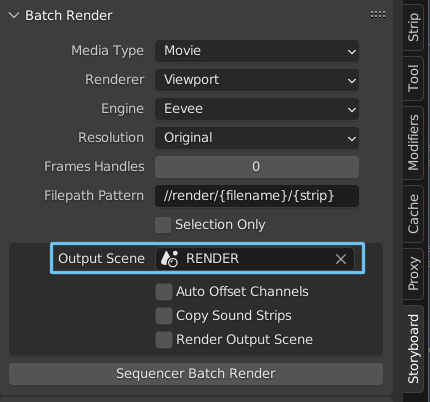 Batch Render
Media Type Movie
Renderer Viewport
Engine Eevee
Resolution Original
Frames Handles 0
Filepath Pattern //render/{filename}/{strip}
Selection Only
Output Scene RENDER
Auto Offset Channels
Copy Sound Strips
Render Output Scene
Sequencer Batch Render
Strip
Tool
Modifiers
Cache
Proxy
Storyboard